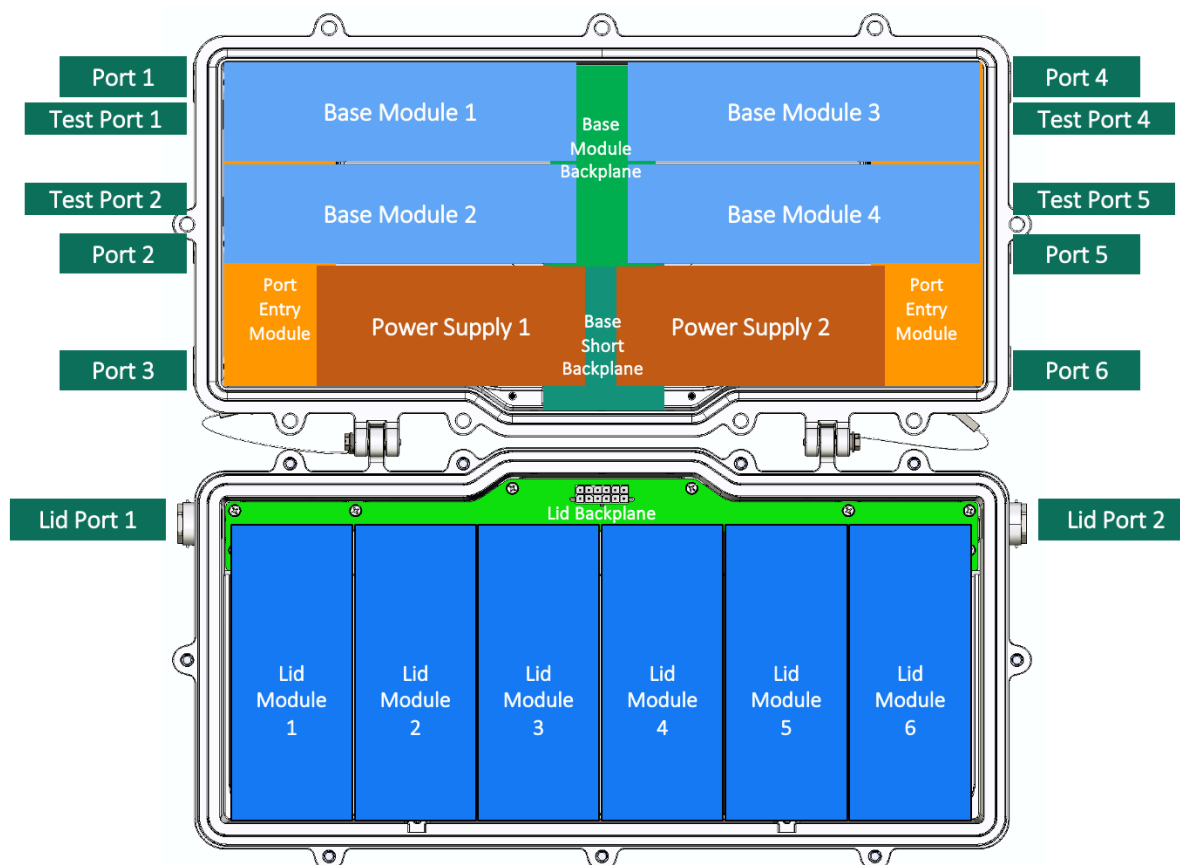 Port 1
Test Port 1
Test Port 2
Port 2
Port 3
Base Module 1
Base Module 2
Base
Module
Backplane
Base Module 3
Base Module 4
Port 4
Test Port 4
Test Port 5
Port 5
Port 6
Port
Entry
Module
Power Supply 1
Base
Short
Backplane
Power Supply 2
Port
Entry
Module
Lid Port 1
Lid Backplane
Lid Port 2
Lid
Module
1
Lid
Module
2
Lid
Module
3
Lid
Module
4
Lid
Module
5
Lid
Module
6